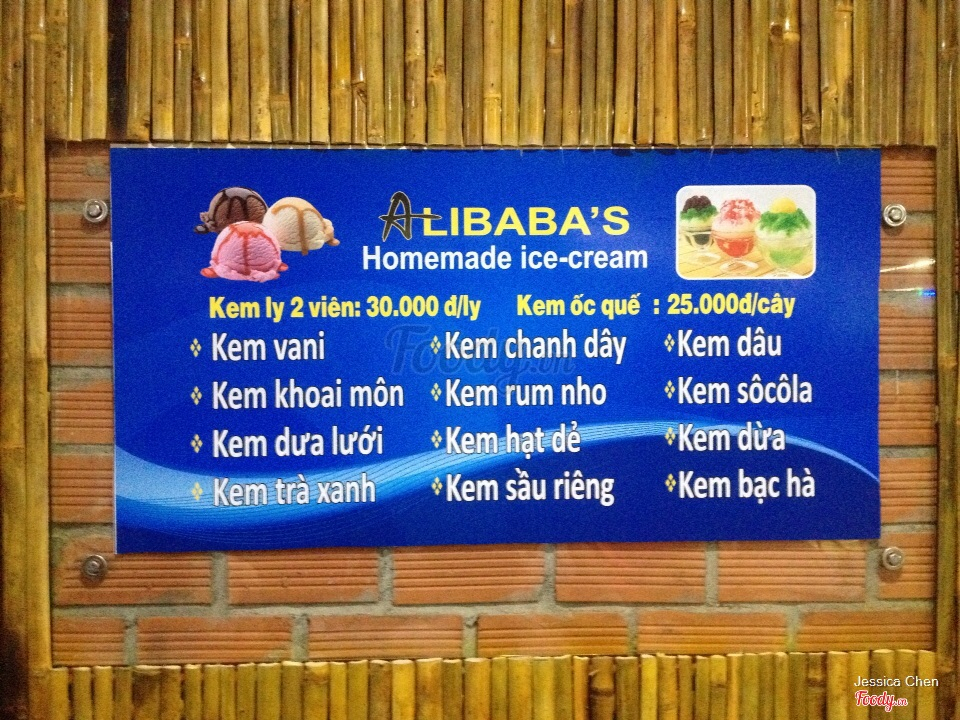 ALIBABA'S
Homemade ice-cream
Kem ly 2 viên: 30.000 đ/ly Kem ốc quế : 25.000đ/cây
Kem vani Kem chanh dây Kem dâu
Kem khoai môn Kem rum nho Kem sôcôla
Kem dưa lưới Kem hạt dẻ Kem dừa
Kem trà xanh Kem sầu riêng Kem bạc hà
Foody.vn
Jessica Chen
Foody.vn